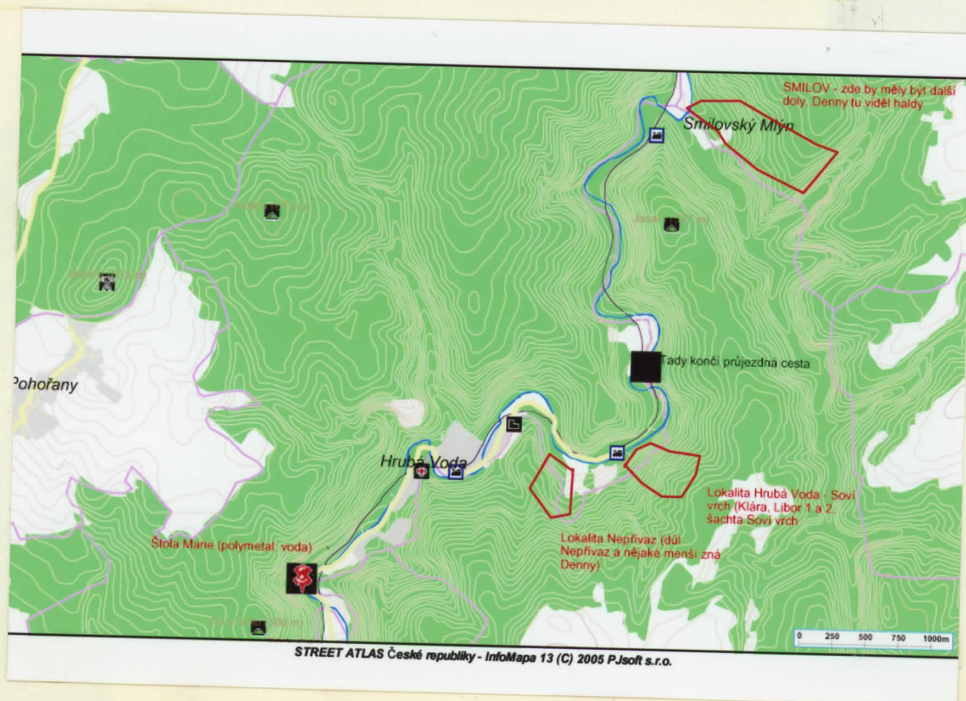 SMILOV - zde by měly být další
doly, Denny tu viděl haldy
Smilovský Mlýn
Tady končí průjezdná cesta
Pohořany
Hrubá Voda
Lokalita Hrubá Voda - Soví
vrch (Klára, Libor 1 a 2,
šachta Soví vrch
Lokalita Nepřívaz (důl
Nepřívaz a nějaké menší zná
Denny)
Štola Marie (polymetal, voda)
0 250 500 750 1000m
STREET ATLAS České republiky - InfoMapa 13 (C) 2005 PJsoft s.r.o.